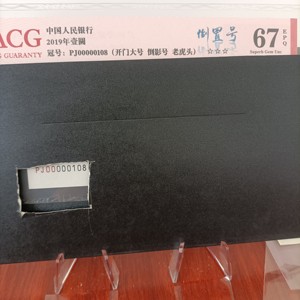 ACG
GUARANTY
中国人民银行
2019年壹圆
冠号：PJ00000108（开门大号 倒影号 老虎头）☆☆☆
倒置号
67
EPQ
Superb Gem Unc
PJ00000108